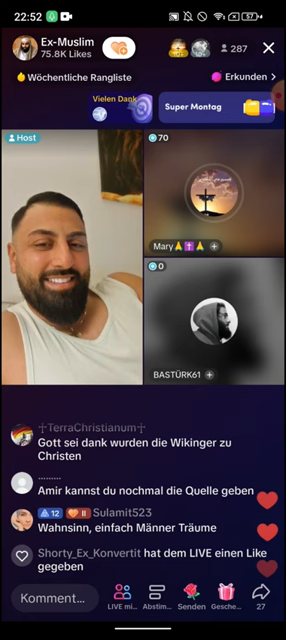 22:52
57
Ex-Muslim
75.8K Likes
287
Wöchentliche Rangliste
Erkunden >
Vielen Dank
Super Montag
Host
70
Mary🙏✝️🙏 +
0
BASTÜRK61 +
♱TerraChristianum♱
Gott sei dank wurden die Wikinger zu
Christen
.........
Amir kannst du nochmal die Quelle geben
12 II Sulamit523
Wahnsinn, einfach Männer Träume
Shorty_Ex_Konvertit hat dem LIVE einen Like
gegeben
Komment...
LIVE mi...
Abstim...
Senden
Gesche...
27